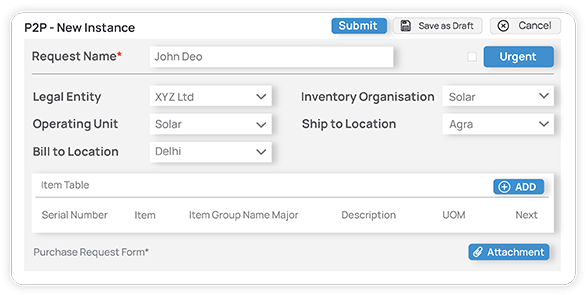 P2P - New Instance Submit Save as Draft Cancel
Request Name* John Deo Urgent
Legal Entity XYZ Ltd Inventory Organisation Solar
Operating Unit Solar Ship to Location Agra
Bill to Location Delhi
Item Table ADD
Serial Number Item Item Group Name Major Description UOM Next
Purchase Request Form* Attachment